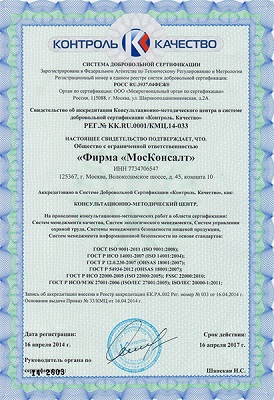 КОНТРОЛЬ КАЧЕСТВО
СИСТЕМА ДОБРОВОЛЬНОЙ СЕРТИФИКАЦИИ
Зарегистрирована в Федеральном Агентстве по Техническому Регулированию и Метрологии
Регистрационный номер в едином реестре систем добровольной сертификации:
РОСС RU.З937.04ФЕЖ0
Орган по сертификации: ООО «Межрегиональный орган по сертификации»
Россия, 115088, г. Москва, ул. Шарикоподшипниковская, д.2А.
Свидетельство об аккредитации Консультационно-методического центра в системе
добровольной сертификации «Контроль. Качество».
РЕГ.№ КК.RU.0001/КМЦ.14-033
НАСТОЯЩЕЕ СВИДЕТЕЛЬСТВО ПОДТВЕРЖДАЕТ, ЧТО.
Общество с ограниченной ответственностью
«Фирма «МосКонсалт»
ИНН 7734706547
125367, г. Москва, Волоколамское шоссе, д. 45, комната 10
Аккредитовано в Системе Добровольной Сертификации «Контроль. Качество», как:
КОНСУЛЬТАЦИОННО-МЕТОДИЧЕСКИЙ ЦЕНТР.
На проведение консультационно-методических работ в области сертификации:
Систем менеджмента качества, Систем экологического менеджмента, Систем управления
охраной труда, Системы менеджмента безопасности пищевой продукции,
Системы менеджмента информационной безопасности на основе стандартов:
ГОСТ ISO 9001-2011 (ISO 9001:2008);
ГОСТ Р ИСО 14001-2007 (ISO 14001:2004);
ГОСТ Р 12.0.230-2007 (OHSAS 18001:2007);
ГОСТ Р 54934-2012 (OHSAS 18001:2007);
ГОСТ Р ИСО 22000-2005 (ISO 22000:2005); FSSC 22000:2010;
ГОСТ Р ИСО/МЭК 27001-2006 (ISO/IEC 27001:2005); ISO/IEC 20000-1:2011;
Запись об аккредитации внесена в Реестр аккредитации КК.РА.002 Рег. номер № 033 от 16.04.2014 г.
Основание выдачи Приказ № 33/КМЦ от 16.04.2014 г.
Дата регистрации:
16 апреля 2014 г.
Срок действия до:
16 апреля 2017 г.
Руководитель органа по
14 2603
Шинская Н.С.